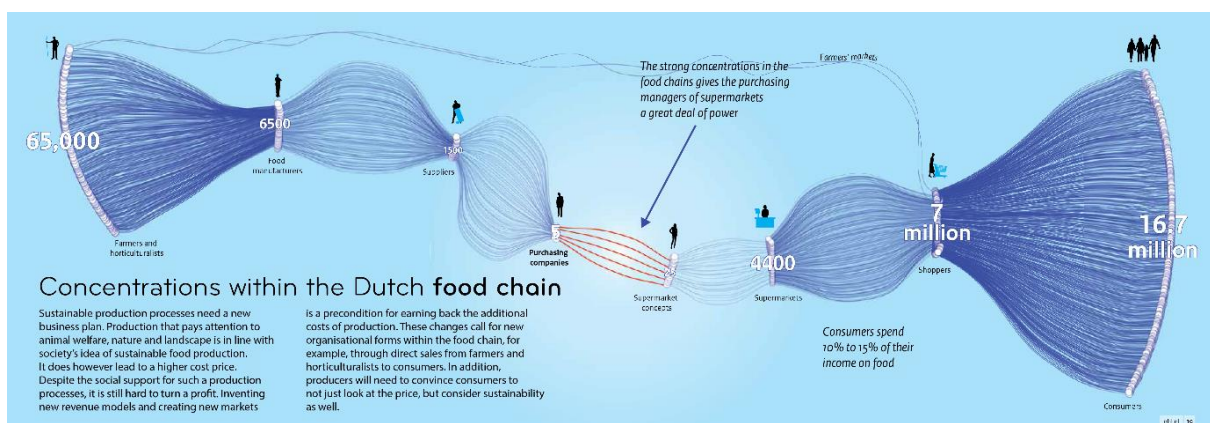 The strong concentrations in the
food chains gives the purchasing
managers of supermarkets
a great deal of power
Farmers' markets
65,000
Farmers and
horticulturalists
6500
Food
manufacturers
1500
Suppliers
5
Purchasing
companies
Supermarket
concepts
4400
Supermarkets
7
million
Shoppers
16,7
million
Consumers
Consumers spend
10% to 15% of their
income on food
Concentrations within the Dutch food chain
Sustainable production processes need a new
business plan. Production that pays attention to
animal welfare, nature and landscape is in line with
society's idea of sustainable food production.
It does however lead to a higher cost price.
Despite the social support for such a production
processes, it is still hard to turn a profit. Inventing
new revenue models and creating new markets
is a precondition for earning back the additional
costs of production. These changes call for new
organisational forms within the food chain, for
example, through direct sales from farmers and
horticulturalists to consumers. In addition,
producers will need to convince consumers to
not just look at the price, but consider sustainability
as well.